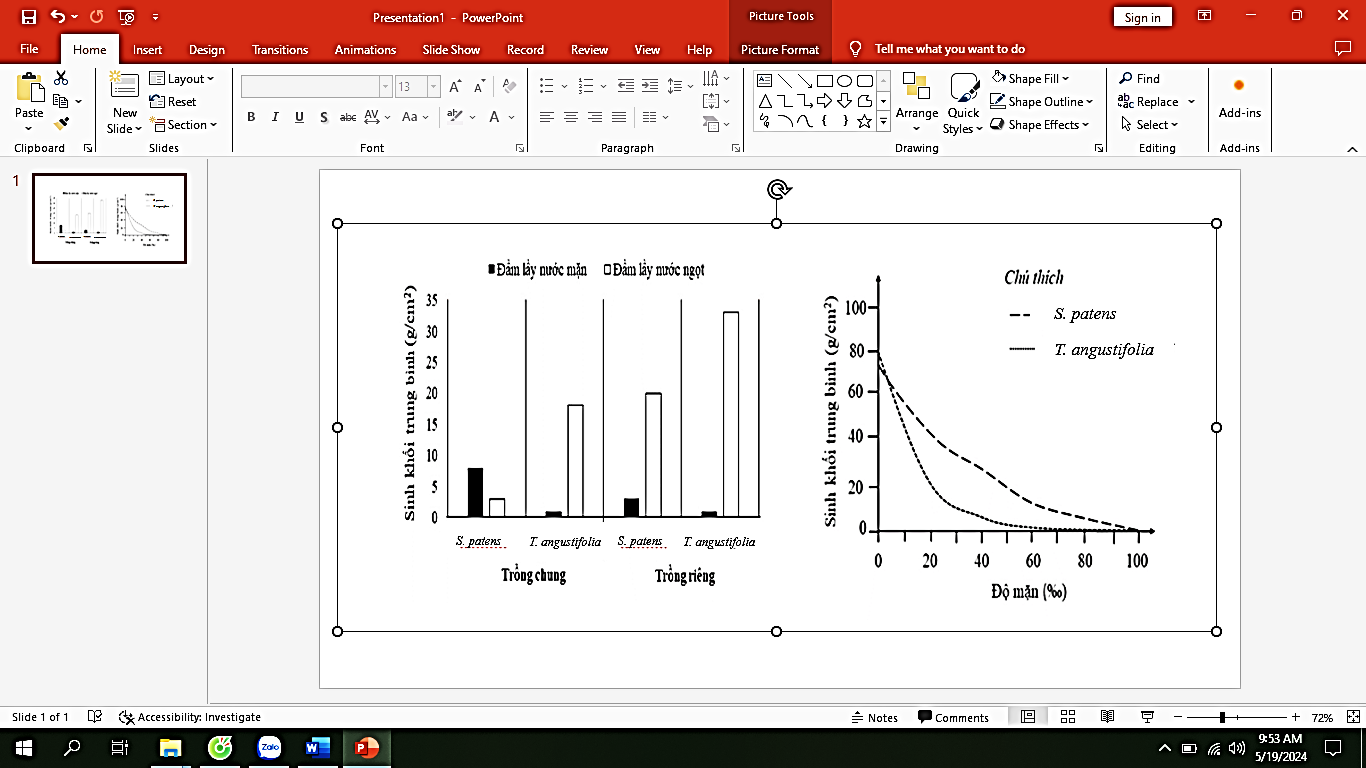 Presentation1 - PowerPoint
Picture Tools
Sign in
File
Home
Insert
Design
Transitions
Animations
Slide Show
Record
Review
View
Help
Picture Format
Tell me what you want to do
Paste
Clipboard
New Slide
Layout
Reset
Section
Slides
13
B I U S abc AV Aa A
Font
Paragraph
Arrange
Quick Styles
Shape Fill
Shape Outline
Shape Effects
Drawing
Find
Replace
Select
Editing
Add-ins
Add-ins
1
Đầm lầy nước mặn
Đầm lầy nước ngọt
Sinh khối trung bình (g/cm²)
35
30
25
20
15
10
5
0
S. patens
T. angustifolia
S. patens
T. angustifolia
Trồng chung
Trồng riêng
Chú thích
S. patens
T. angustifolia
Sinh khối trung bình (g/cm²)
100
80
60
40
20
0
0 20 40 60 80 100
Độ mặn (‰)
Slide 1 of 1
Accessibility: Investigate
Notes
Comments
72%
Zalo
9:53 AM
5/19/2024